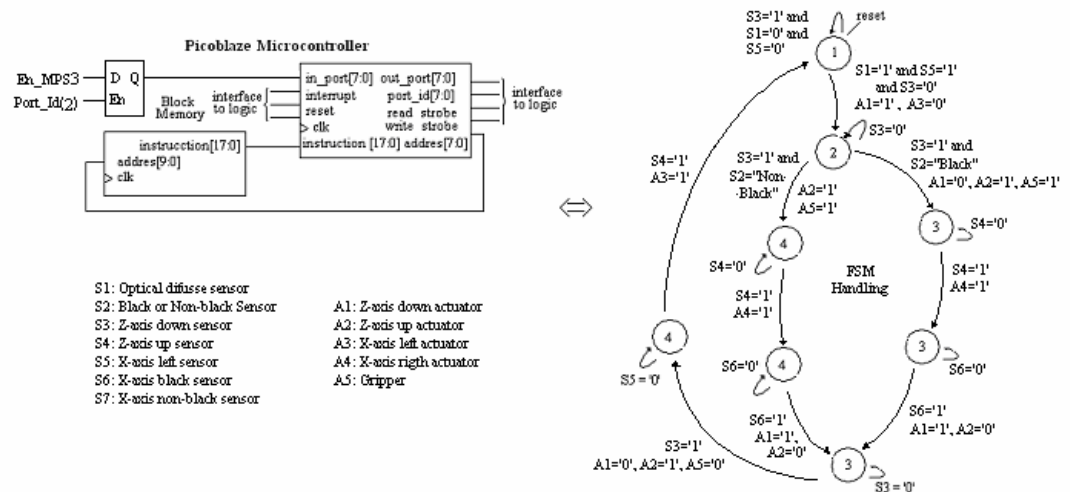 Picoblaze Microcontroller
En_MPS3
Port_Id(2)
D Q
En
Block
Memory
interface
to logic
in_port[7:0] out_port[7:0]
interrupt port_id[7:0]
reset read strobe
clk write strobe
instruction [17:0] addres[7:0]
interface
to logic
instrucction[17:0]
addres[9:0]
clk
S1: Optical difusse sensor
S2: Black or Non-black Sensor
S3: Z-axis down sensor
S4: Z-axis up sensor
S5: X-axis left sensor
S6: X-axis black sensor
S7: X-axis non-black sensor
A1: Z-axis down actuator
A2: Z-axis up actuator
A3: X-axis left actuator
A4: X-axis rigth actuator
A5: Gripper
S3='1' and
S1='0' and
S5='0'
reset
1
S1='1' and S5='1'
and S3='0'
A1='1', A3='0'
S3='0'
2
S3='1' and
S2="Non-
-Black"
A2='1'
A5='1'
S3='1' and
S2="Black"
A1='0', A2='1', A5='1'
S4='1'
A3='1'
3
S4='0'
4
S4='0'
FSM
Handling
S4='1'
A4='1'
S4='1'
A4='1'
4
S5='0'
S6='0'
4
3
S6='0'
S6='1'
A1='1',
A2='0'
S6='1'
A1='1', A2='0'
S3='1'
A1='0', A2='1', A5='0'
3
S3='0'